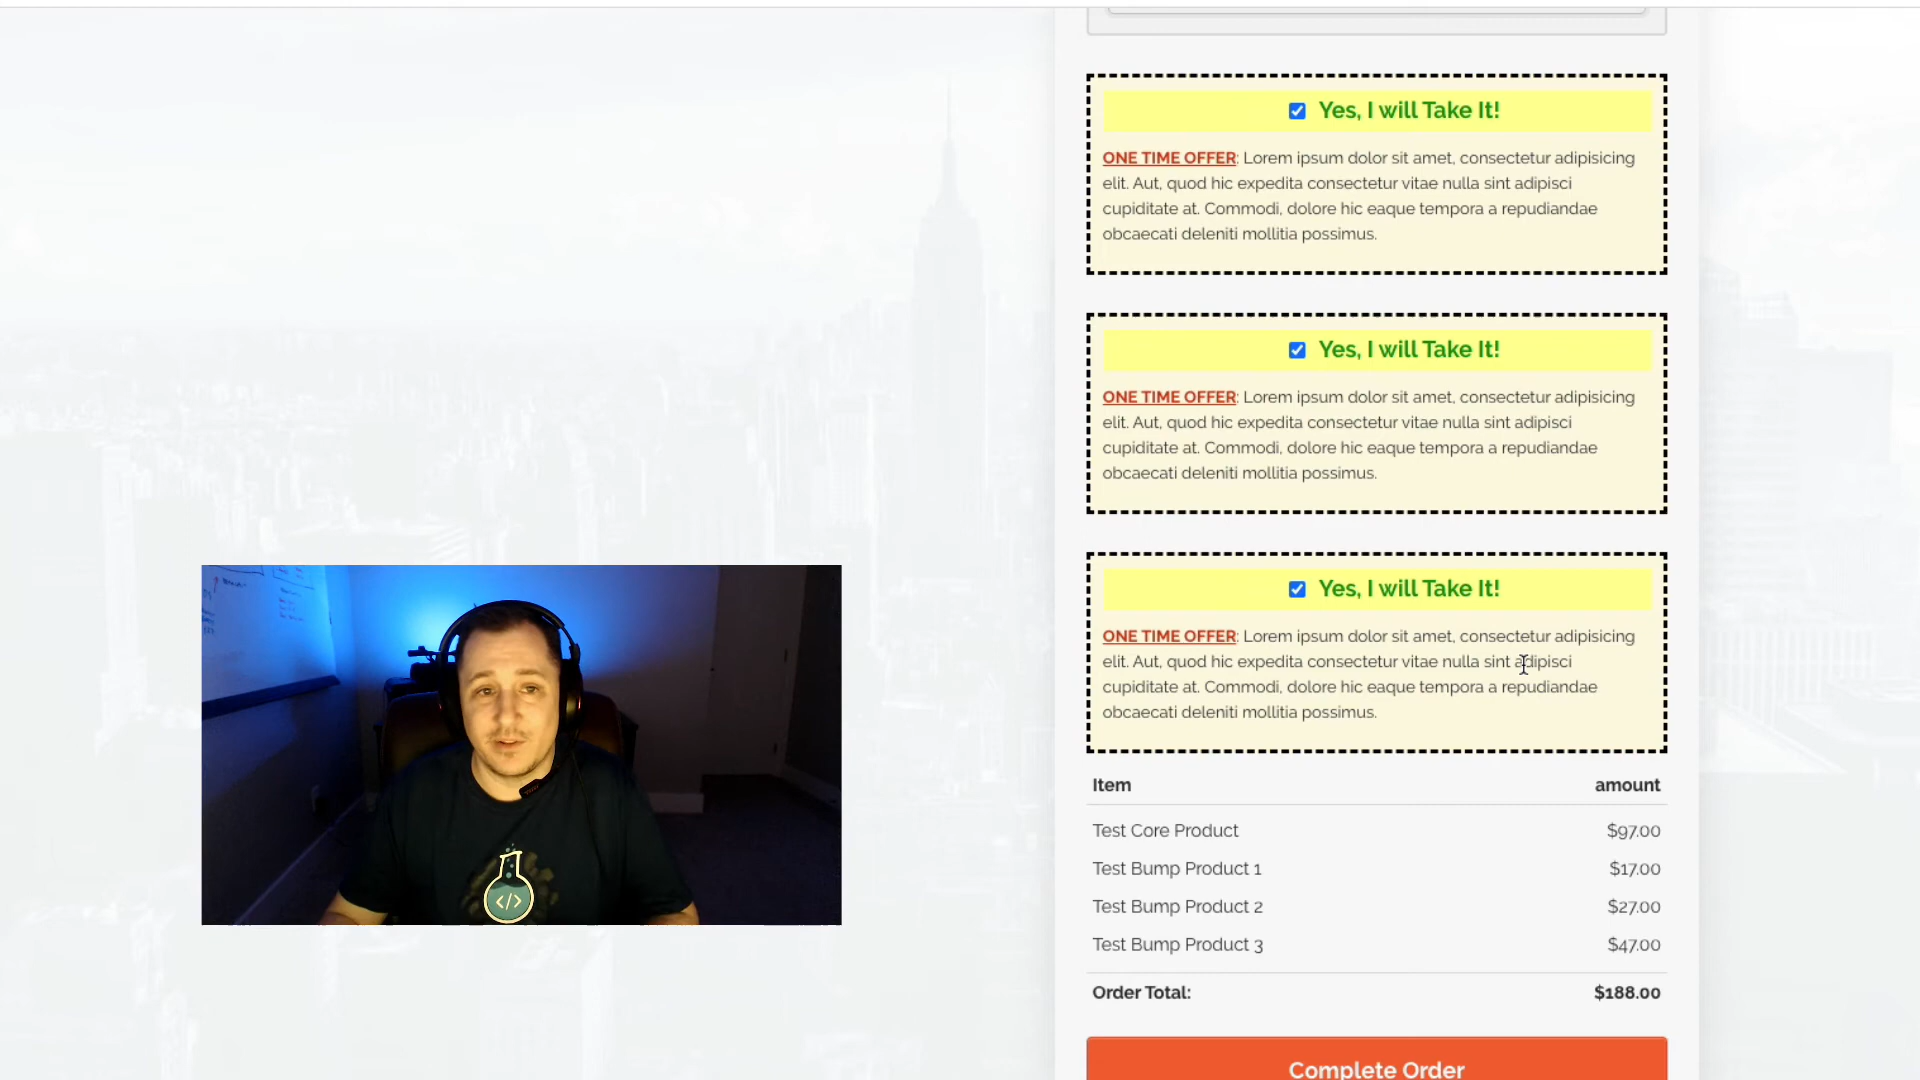 Yes, I will Take It!
ONE TIME OFFER: Lorem ipsum dolor sit amet, consectetur adipisicing
elit. Aut, quod hic expedita consectetur vitae nulla sint adipisci
cupiditate at. Commodi, dolore hic eaque tempora a repudiandae
obcaecati deleniti mollitia possimus.
Yes, I will Take It!
ONE TIME OFFER: Lorem ipsum dolor sit amet, consectetur adipisicing
elit. Aut, quod hic expedita consectetur vitae nulla sint adipisci
cupiditate at. Commodi, dolore hic eaque tempora a repudiandae
obcaecati deleniti mollitia possimus.
Yes, I will Take It!
ONE TIME OFFER: Lorem ipsum dolor sit amet, consectetur adipisicing
elit. Aut, quod hic expedita consectetur vitae nulla sint adipisci
cupiditate at. Commodi, dolore hic eaque tempora a repudiandae
obcaecati deleniti mollitia possimus.
Item amount
Test Core Product $97.00
Test Bump Product 1 $17.00
Test Bump Product 2 $27.00
Test Bump Product 3 $47.00
Order Total: $188.00
Complete Order
</>